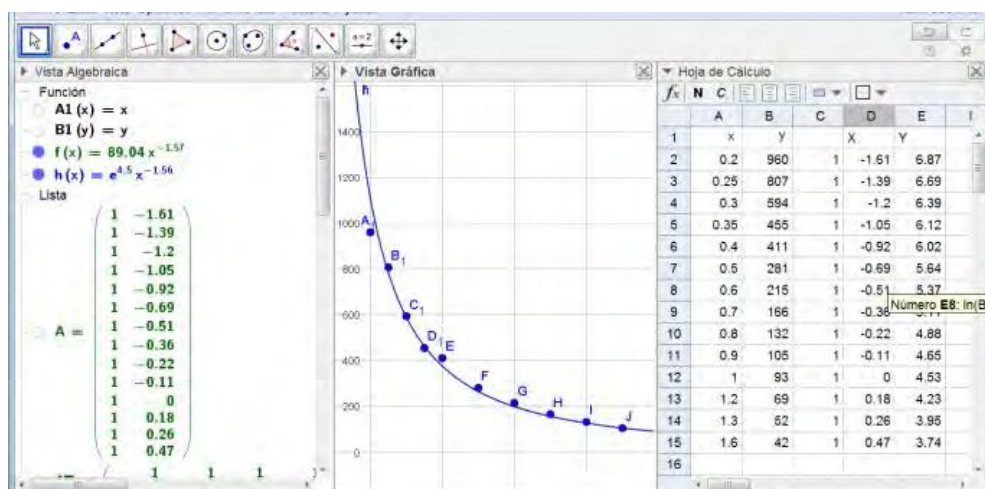 A
a=2
Vista Algebraica
Función
A1 (x) = x
B1 (y) = y
f (x) = 89.04 x^-1.57
h (x) = e^4.5 x^-1.56
Lista
A =
1 -1.61
1 -1.39
1 -1.2
1 -1.05
1 -0.92
1 -0.69
1 -0.51
1 -0.36
1 -0.22
1 -0.11
1 0
1 0.18
1 0.26
1 0.47
1 1 1
Vista Gráfica
h
1400
1200
1000
800
600
400
200
0
A1
B1
C1
D1
E
F
G
H
I
J
Hoja de Cálculo
fx N C
A B C D E
1 x y X Y
2 0.2 960 1 -1.61 6.87
3 0.25 807 1 -1.39 6.69
4 0.3 594 1 -1.2 6.39
5 0.35 455 1 -1.05 6.12
6 0.4 411 1 -0.92 6.02
7 0.5 281 1 -0.69 5.64
8 0.6 215 1 -0.51 5.37
Número E8: ln(B
9 0.7 166 1 -0.36
10 0.8 132 1 -0.22 4.88
11 0.9 105 1 -0.11 4.65
12 1 93 1 0 4.53
13 1.2 69 1 0.18 4.23
14 1.3 52 1 0.26 3.95
15 1.6 42 1 0.47 3.74
16